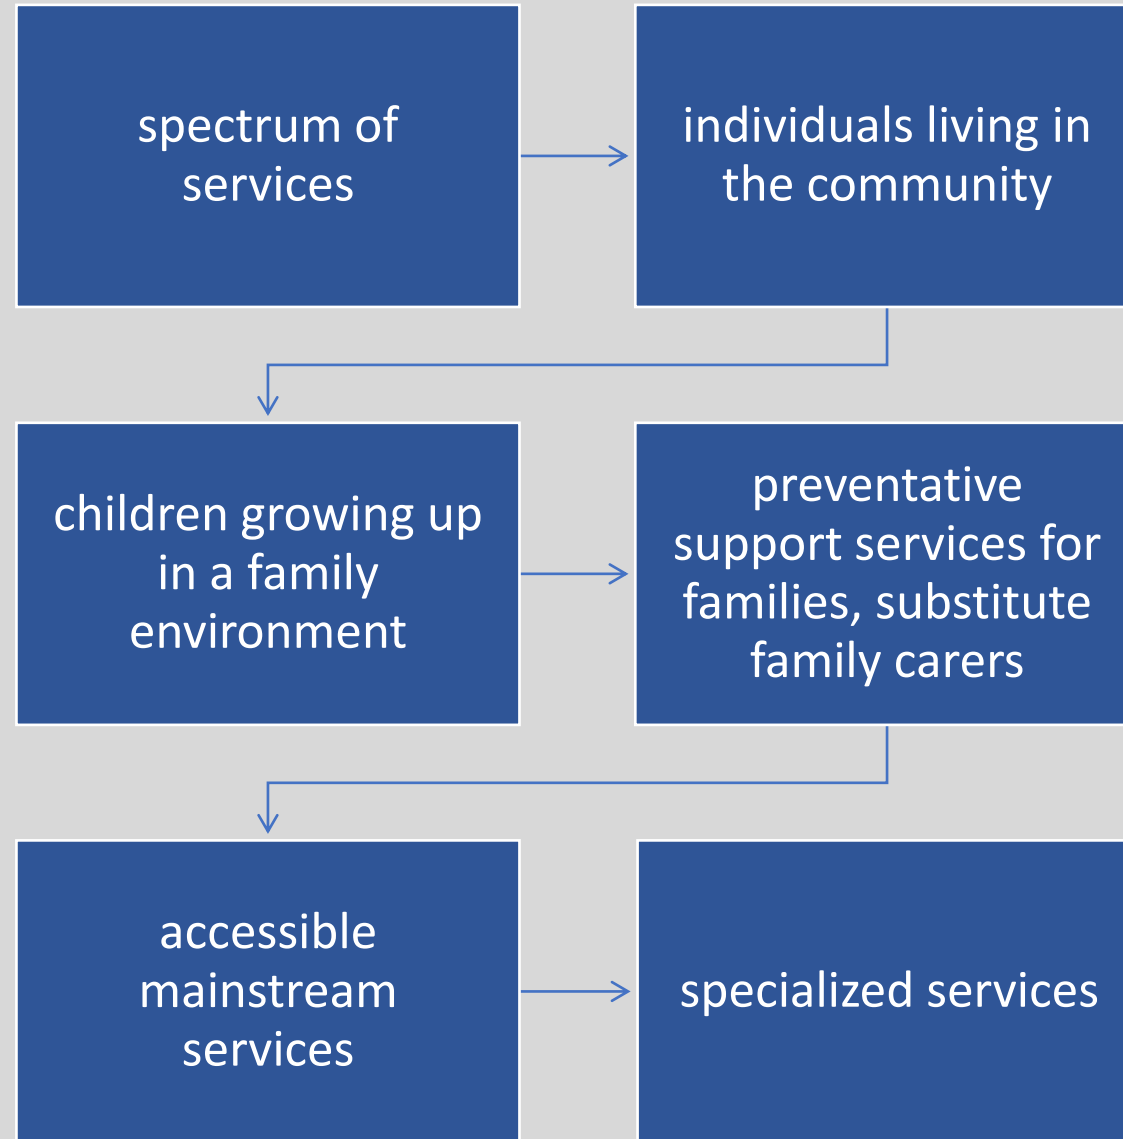 spectrum of
services
individuals living in
the community
children growing up
in a family
environment
preventative
support services for
families, substitute
family carers
accessible
mainstream
services
specialized services